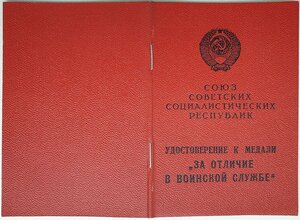 СОЮЗ
СОВЕТСКИХ
СОЦИАЛИСТИЧЕСКИХ
РЕСПУБЛИК
УДОСТОВЕРЕНИЕ К МЕДАЛИ
„ЗА ОТЛИЧИЕ
В ВОИНСКОЙ СЛУЖБЕ“